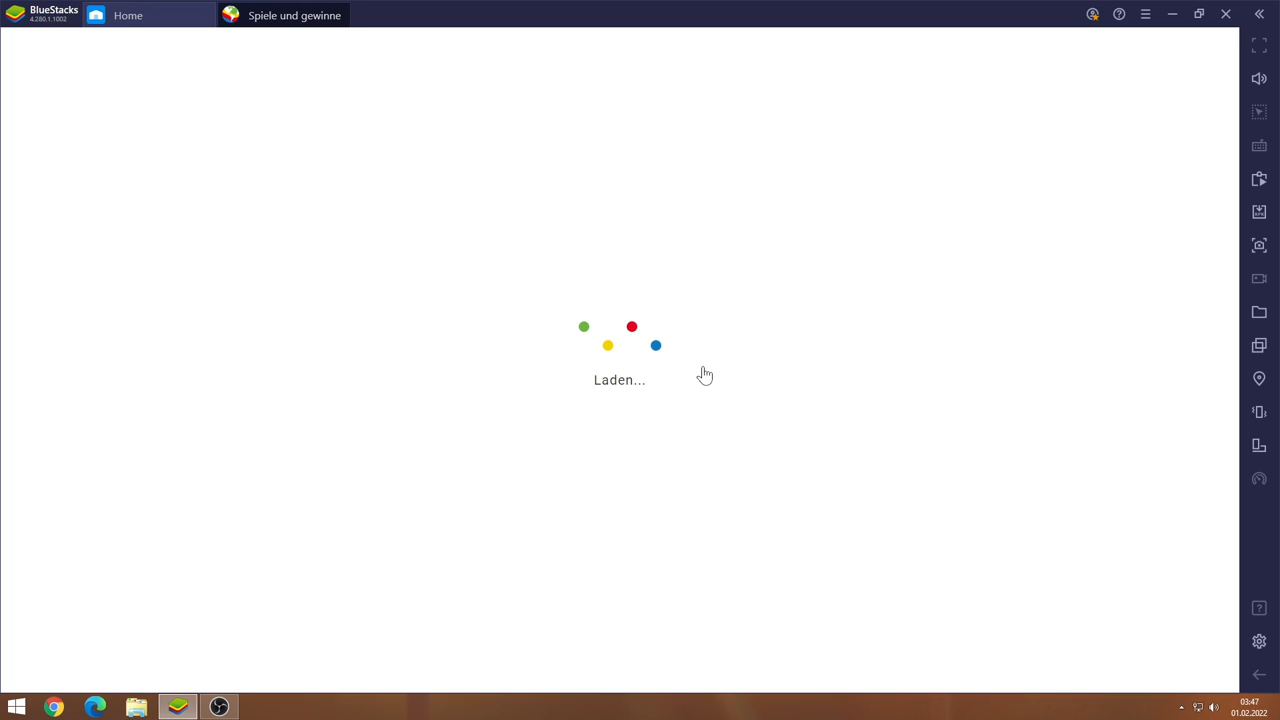 BlueStacks
4.280.1.1002
Home
Spiele und gewinne
Laden...
03:47
01.02.2022